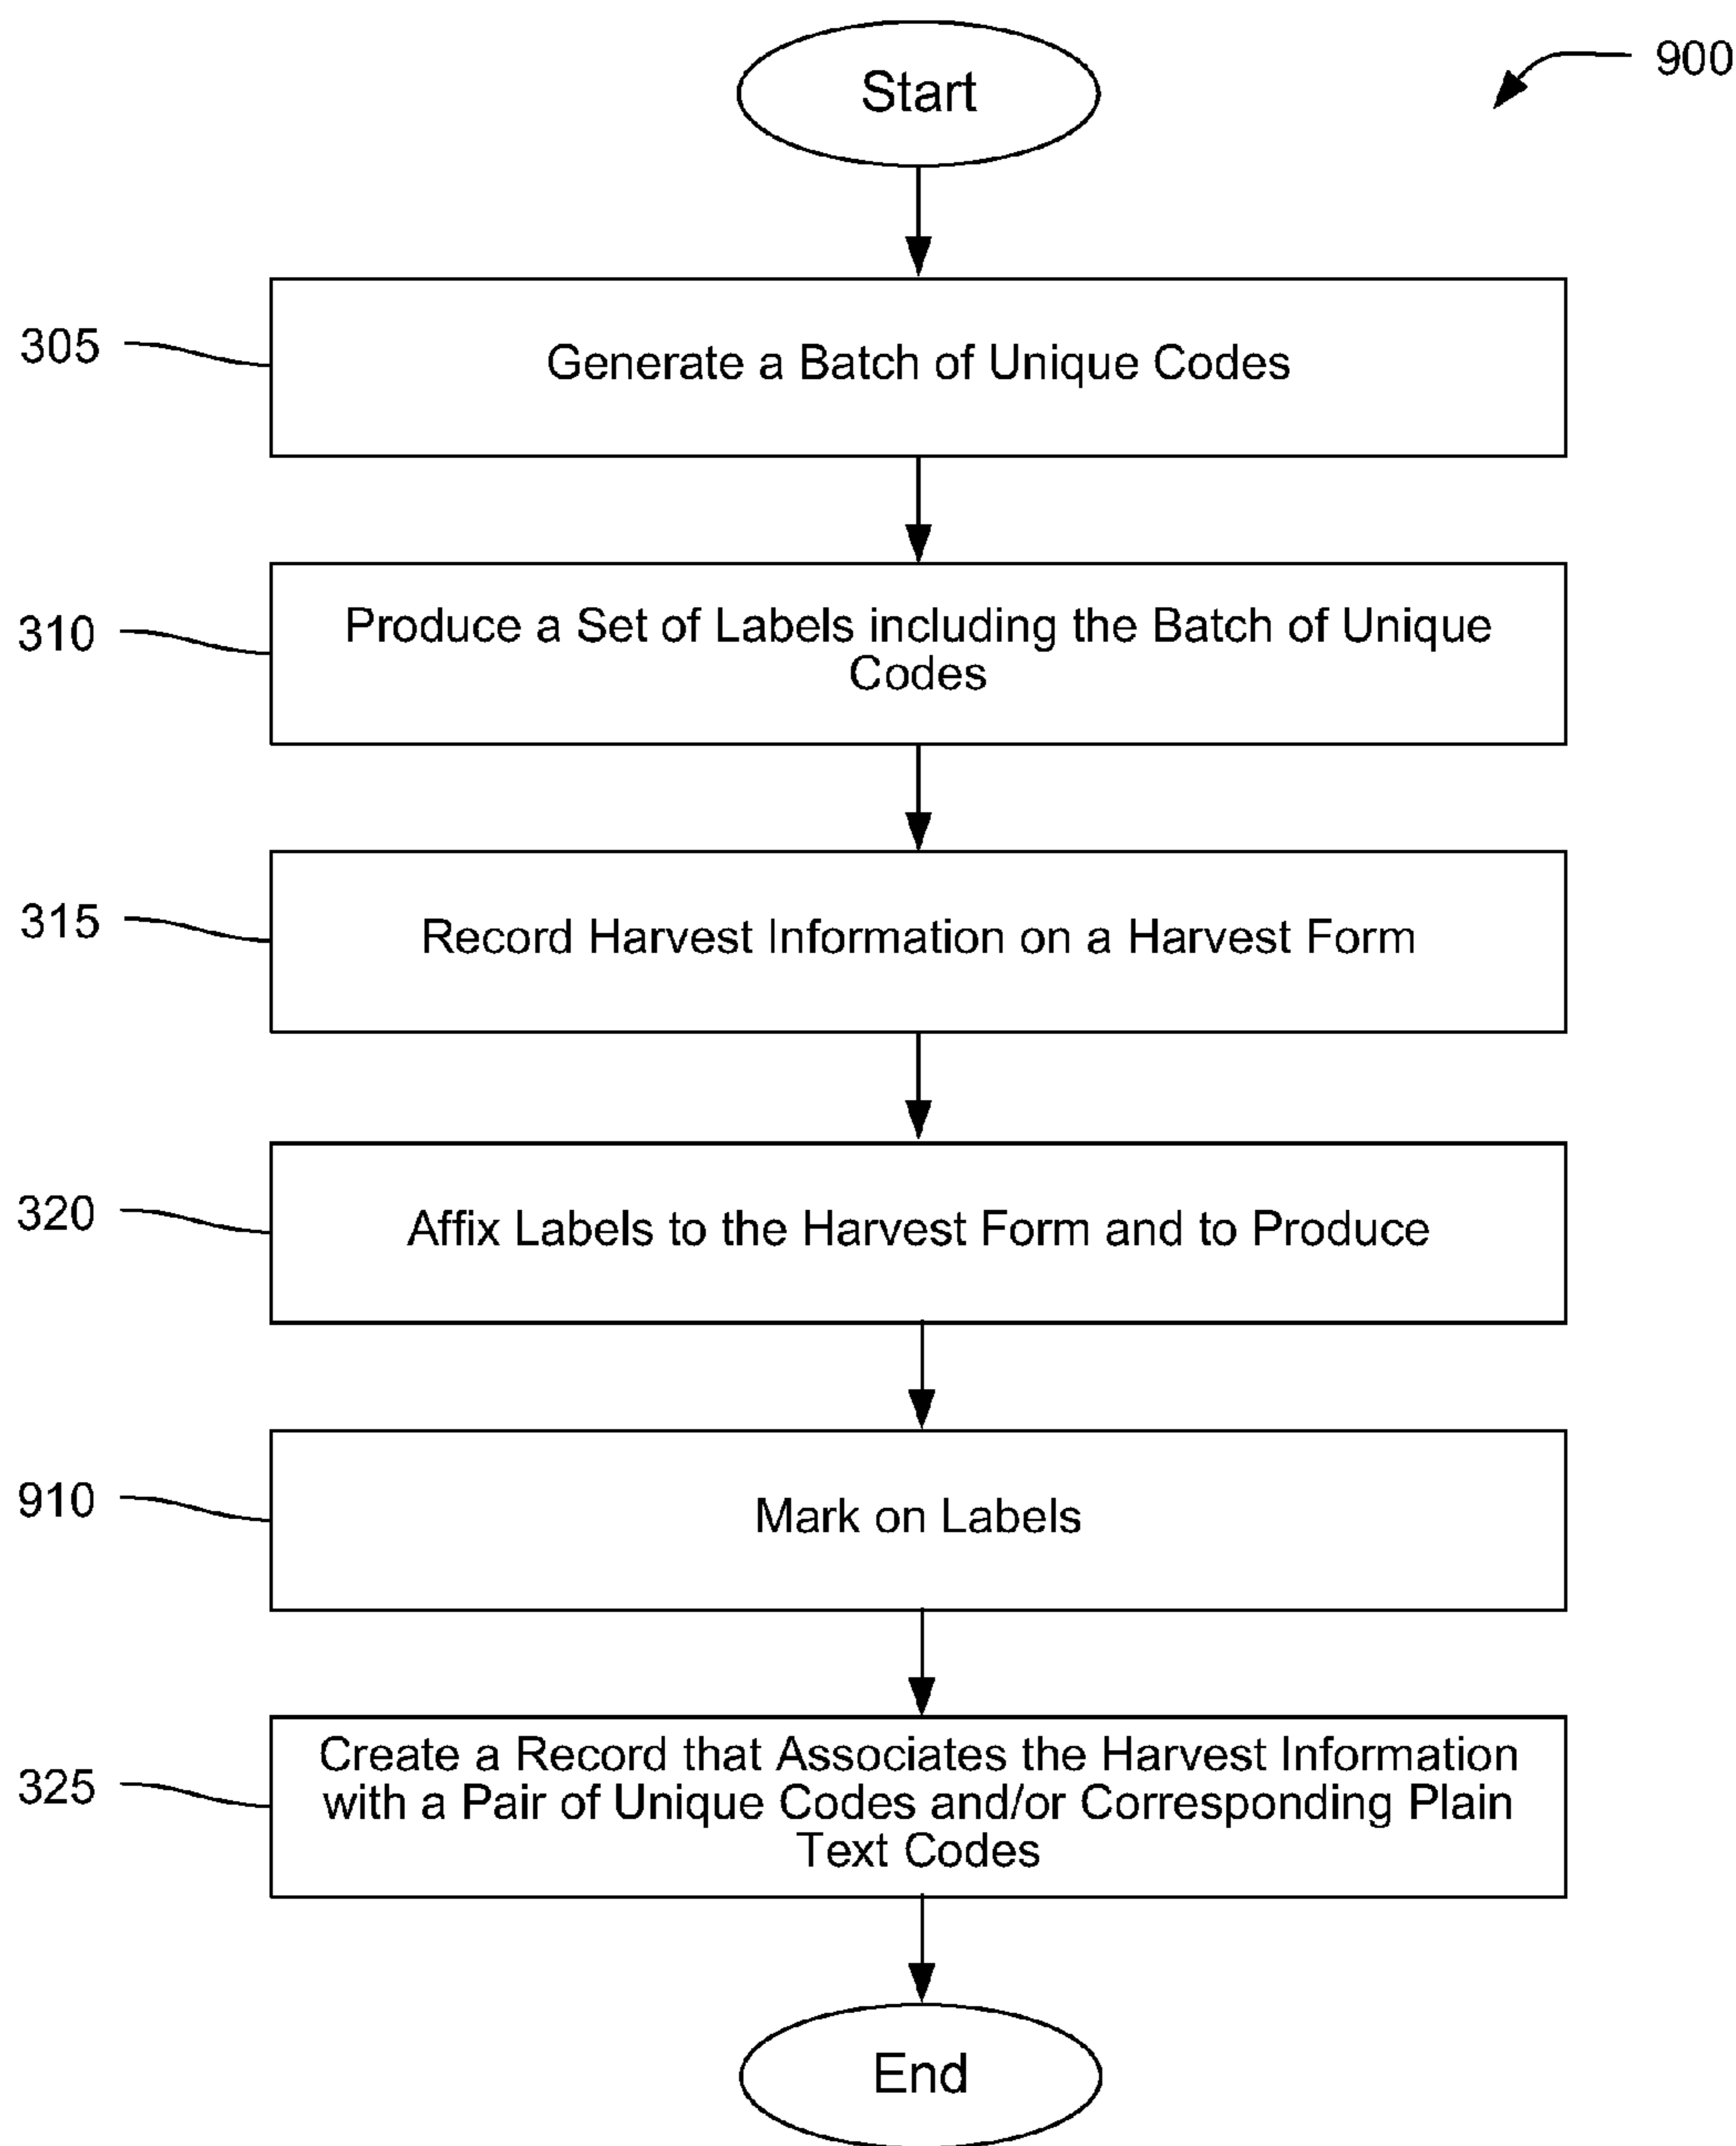 Start
900
305
Generate a Batch of Unique Codes
310
Produce a Set of Labels including the Batch of Unique
Codes
315
Record Harvest Information on a Harvest Form
320
Affix Labels to the Harvest Form and to Produce
910
Mark on Labels
325
Create a Record that Associates the Harvest Information
with a Pair of Unique Codes and/or Corresponding Plain
Text Codes
End